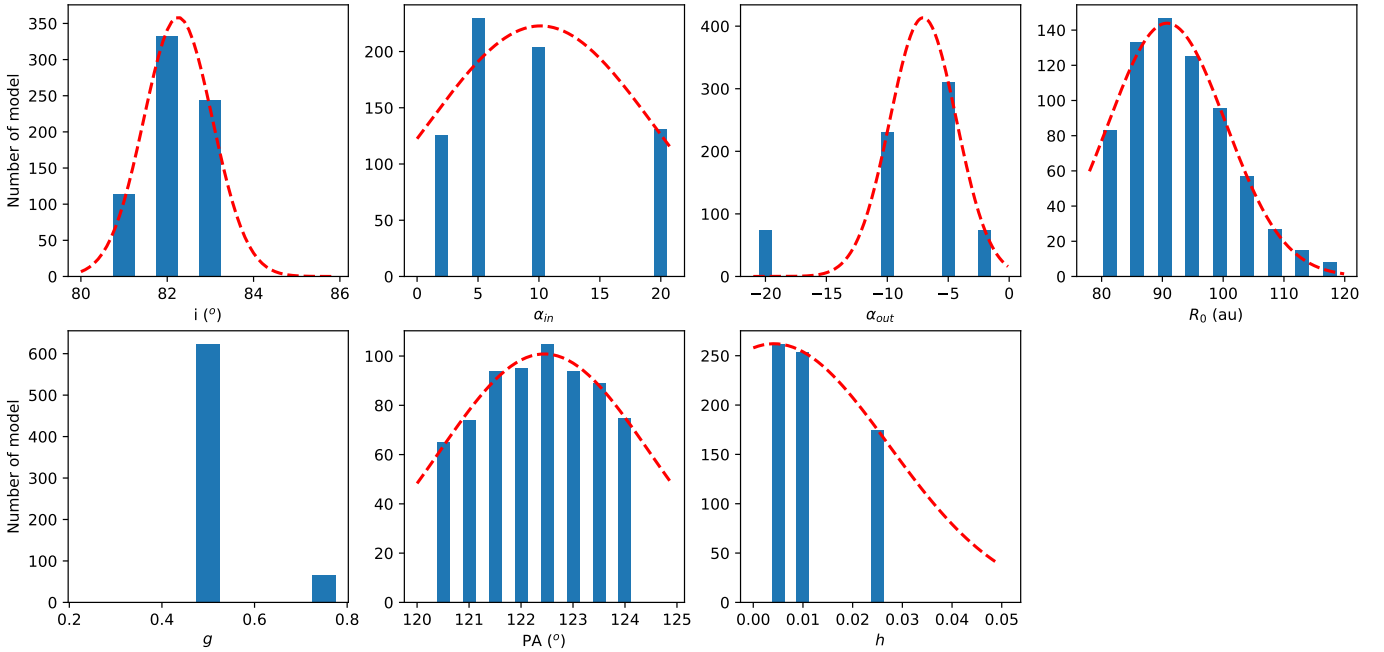 Number of model
350
300
250
200
150
100
50
0
80 82 84 86
i (°)
200
150
100
50
0
0 5 10 15 20
α_in
400
300
200
100
0
−20 −15 −10 −5 0
α_out
140
120
100
80
60
40
20
0
80 90 100 110 120
R_0 (au)
Number of model
600
500
400
300
200
100
0
0.2 0.4 0.6 0.8
g
100
80
60
40
20
0
120 121 122 123 124 125
PA (°)
250
200
150
100
50
0
0.00 0.01 0.02 0.03 0.04 0.05
h